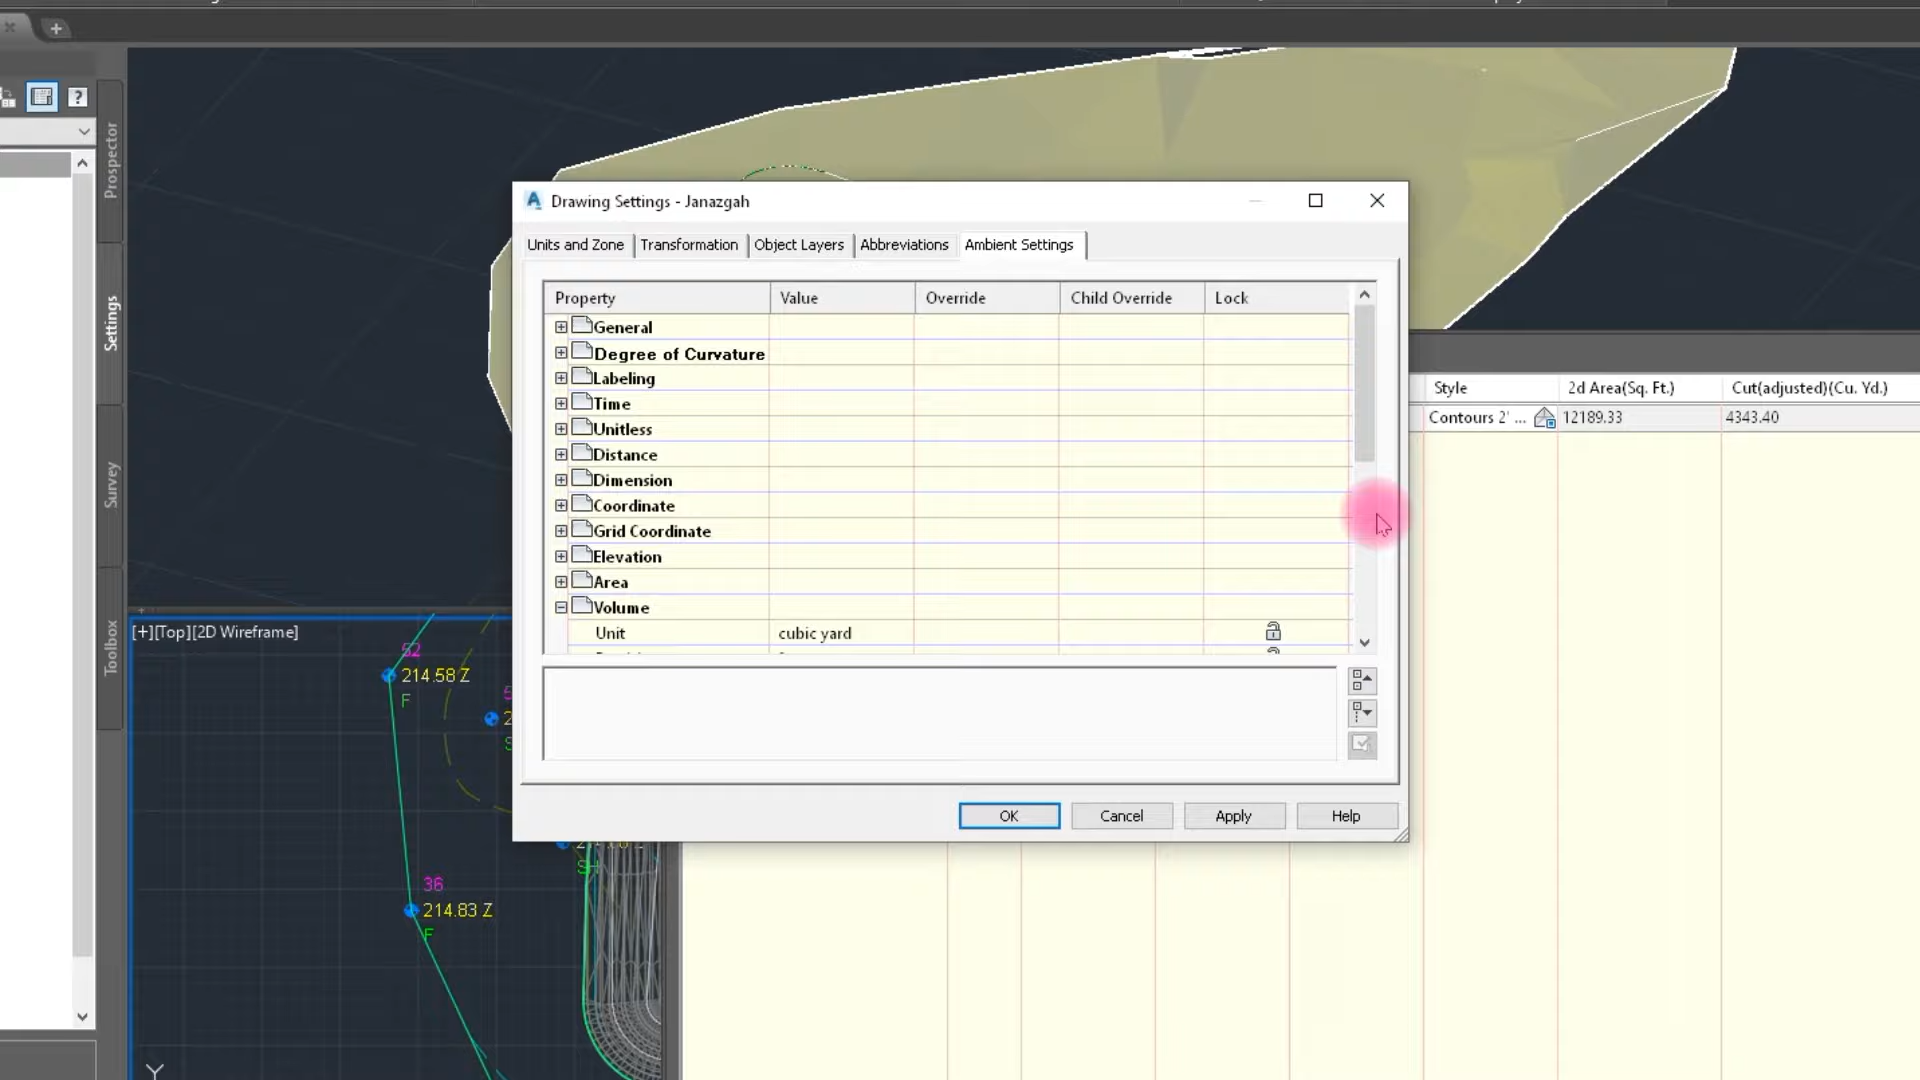 Prospector
Settings
Survey
Toolbox
?
Drawing Settings - Janazgah
Units and Zone Transformation Object Layers Abbreviations Ambient Settings
Property Value Override Child Override Lock
General
Degree of Curvature
Labeling
Time
Unitless
Distance
Dimension
Coordinate
Grid Coordinate
Elevation
Area
Volume
Unit cubic yard
OK Cancel Apply Help
Style 2d Area(Sq. Ft.) Cut(adjusted)(Cu. Yd.)
Contours 2' ... 12189.33 4343.40
[+][Top][2D Wireframe]
52
214.58 Z
F
36
214.83 Z
F
SH
Y